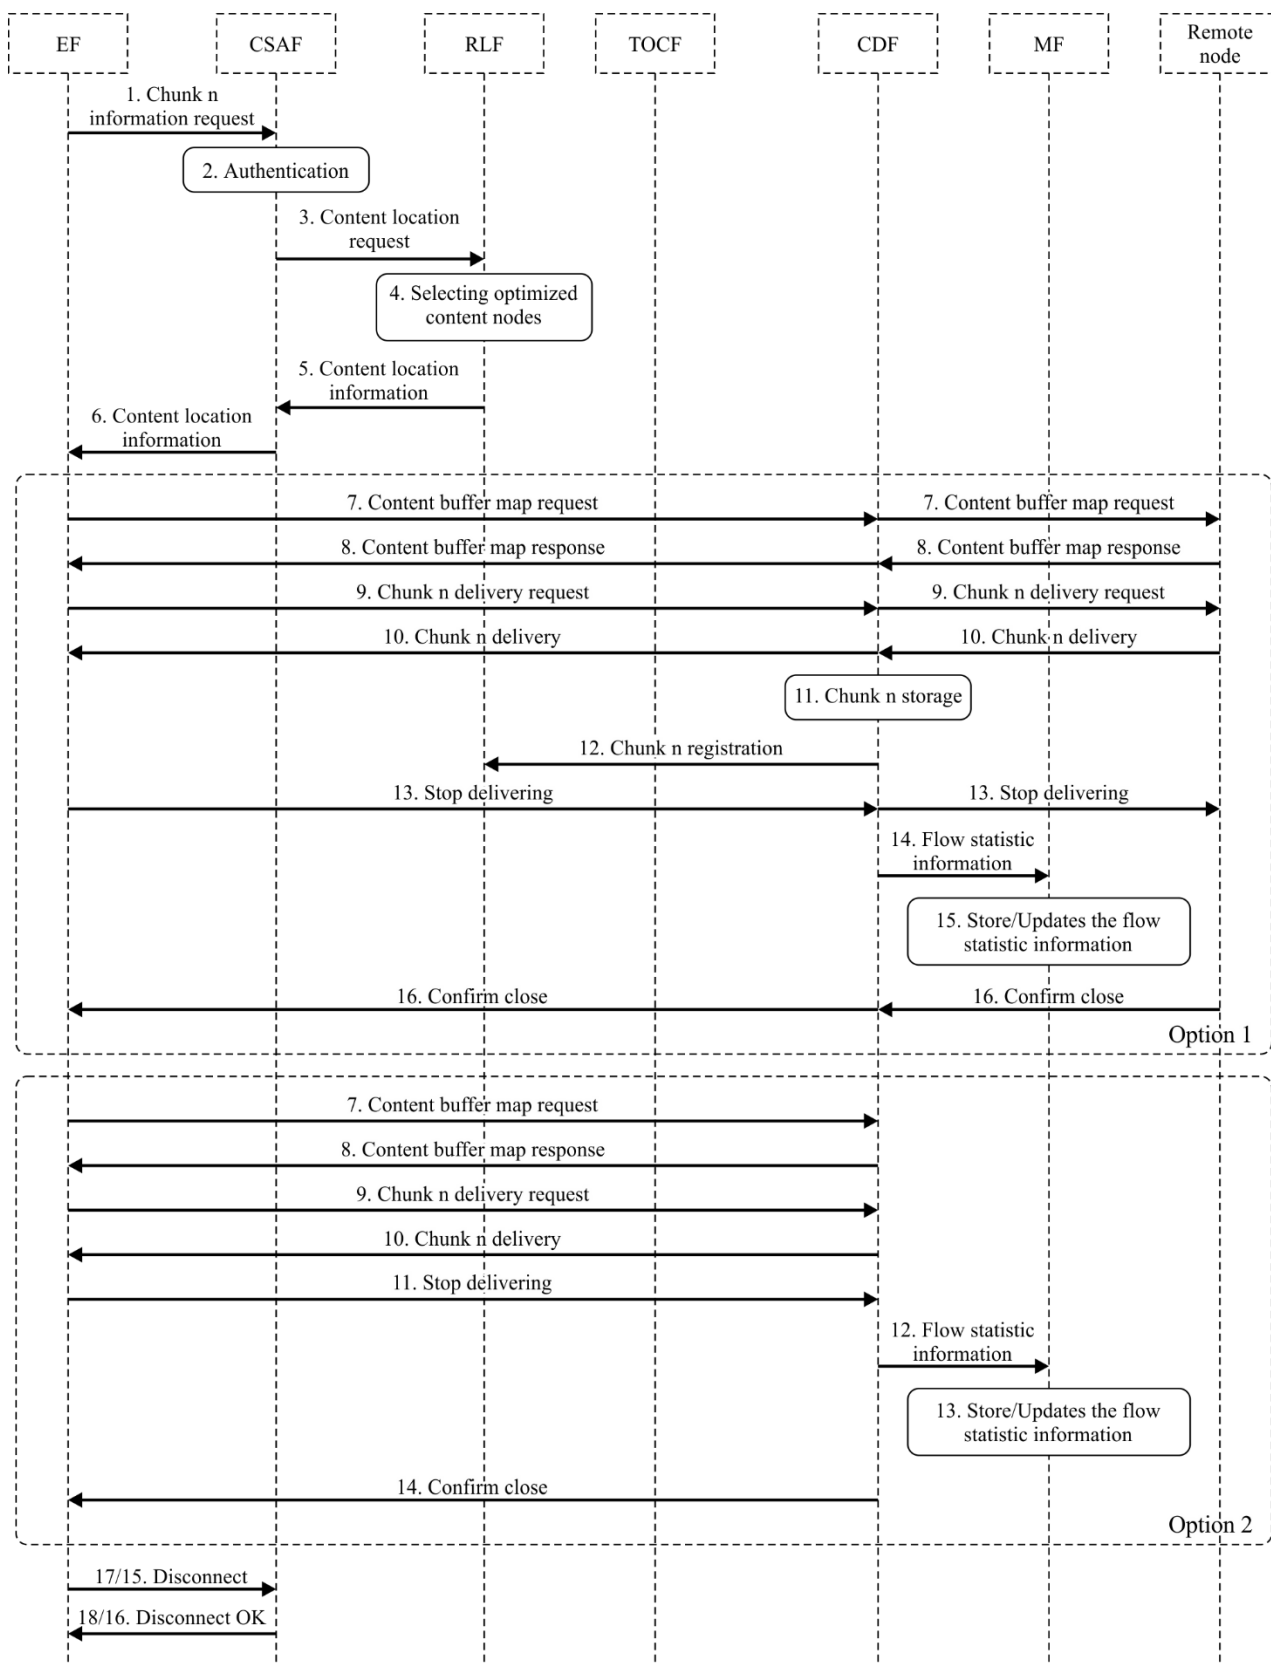 EF
CSAF
RLF
TOCF
CDF
MF
Remote
node
1. Chunk n
information request
2. Authentication
3. Content location
request
4. Selecting optimized
content nodes
5. Content location
information
6. Content location
information
7. Content buffer map request
7. Content buffer map request
8. Content buffer map response
8. Content buffer map response
9. Chunk n delivery request
9. Chunk n delivery request
10. Chunk n delivery
10. Chunk n delivery
11. Chunk n storage
12. Chunk n registration
13. Stop delivering
13. Stop delivering
14. Flow statistic
information
15. Store/Updates the flow
statistic information
16. Confirm close
16. Confirm close
Option 1
7. Content buffer map request
8. Content buffer map response
9. Chunk n delivery request
10. Chunk n delivery
11. Stop delivering
12. Flow statistic
information
13. Store/Updates the flow
statistic information
14. Confirm close
Option 2
17/15. Disconnect
18/16. Disconnect OK